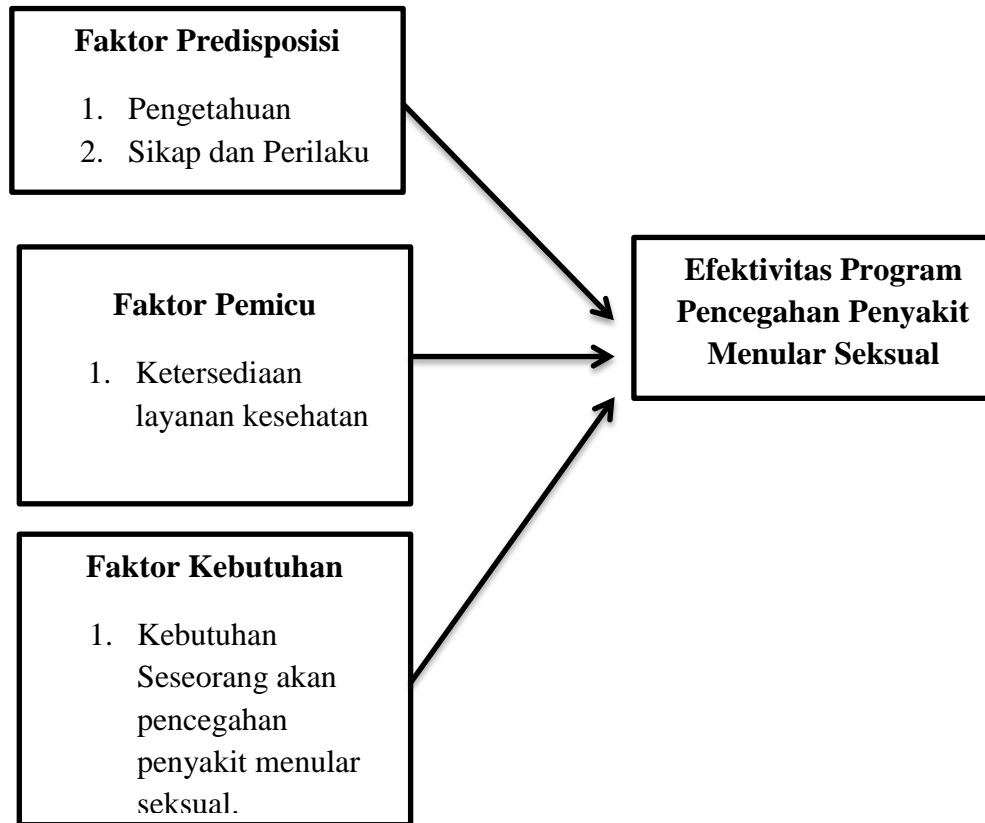 Faktor Predisposisi
1. Pengetahuan
2. Sikap dan Perilaku
Faktor Pemicu
1. Ketersediaan
layanan kesehatan
Faktor Kebutuhan
1. Kebutuhan
Seseorang akan
pencegahan
penyakit menular
seksual.
Efektivitas Program
Pencegahan Penyakit
Menular Seksual